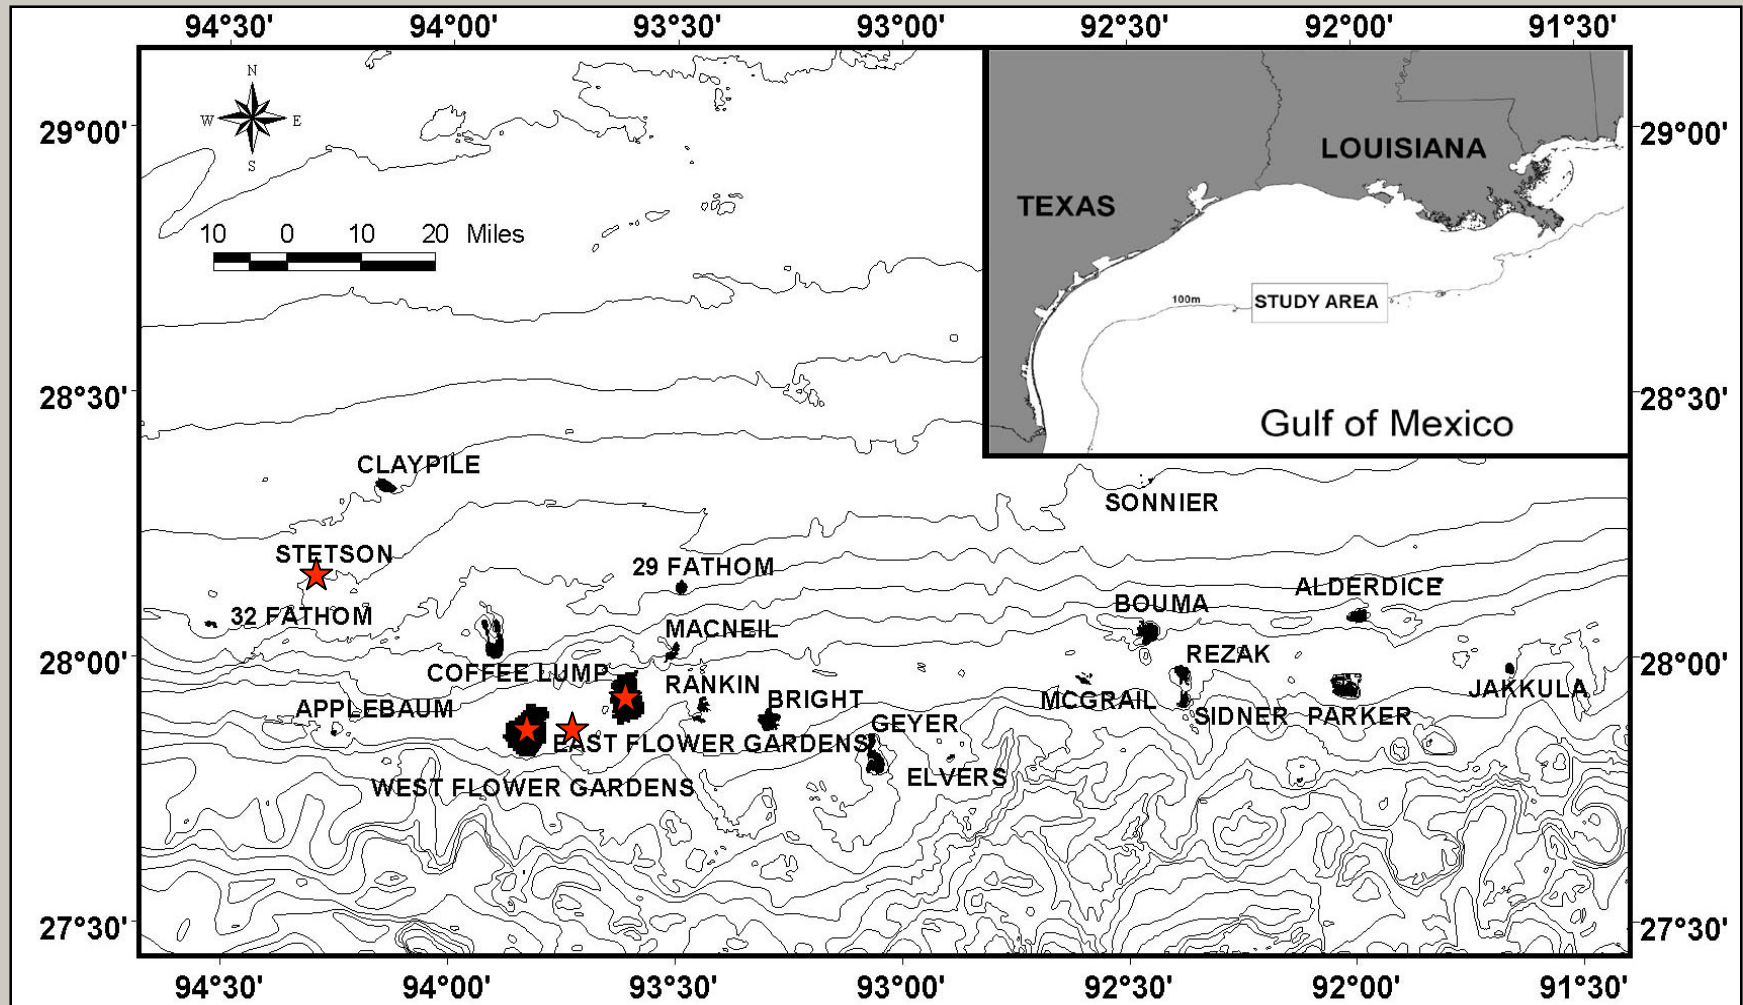 94°30' 94°00' 93°30' 93°00' 92°30' 92°00' 91°30'
N
W E
S
29°00' 29°00'
LOUISIANA
TEXAS
10 0 10 20 Miles
100m
STUDY AREA
28°30' 28°30'
Gulf of Mexico
CLAYPILE
SONNIER
STETSON
29 FATHOM
ALDERDICE
BOUMA
32 FATHOM
MACNEIL
REZAK
28°00' 28°00'
COFFEE LUMP
RANKIN
BRIGHT
MCGRAIL
JAKKULA
APPLEBAUM
GEYER
SIDNER PARKER
EAST FLOWER GARDENS
ELVERS
WEST FLOWER GARDENS
27°30' 27°30'
94°30' 94°00' 93°30' 93°00' 92°30' 92°00' 91°30'